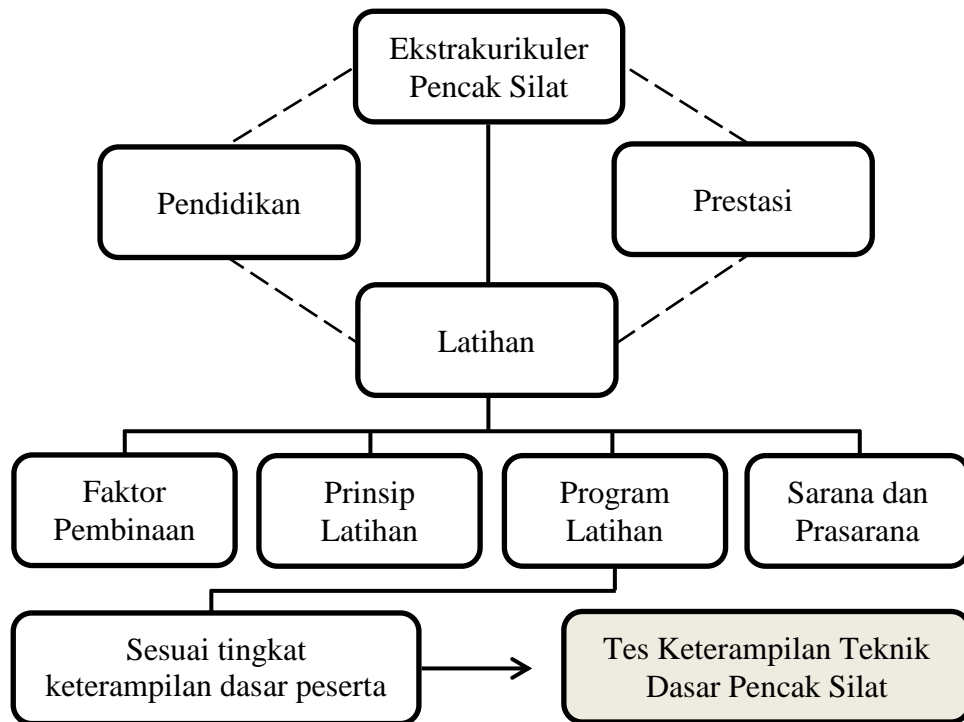 Ekstrakurikuler
Pencak Silat
Pendidikan
Prestasi
Latihan
Faktor
Pembinaan
Prinsip
Latihan
Program
Latihan
Sarana dan
Prasarana
Sesuai tingkat
keterampilan dasar peserta
Tes Keterampilan Teknik
Dasar Pencak Silat